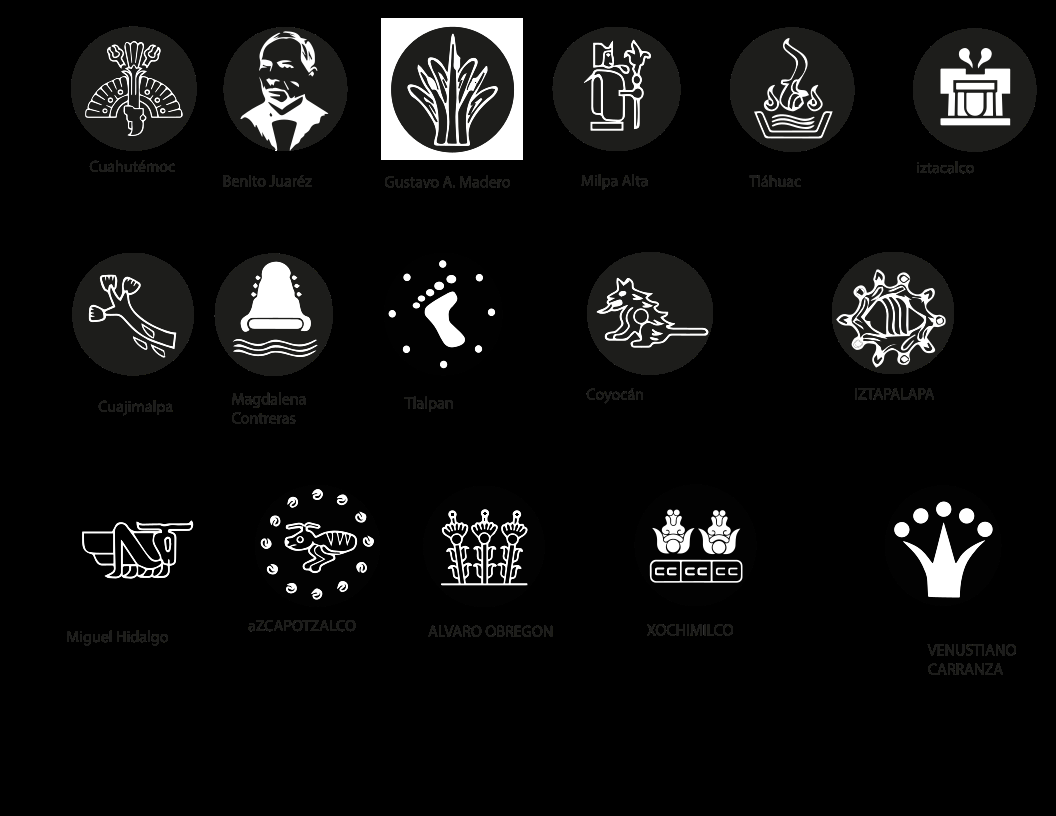 Cuahutémoc
Benito Juaréz
Gustavo A. Madero
Milpa Alta
Tláhuac
iztacalco
Cuajimalpa
Magdalena
Contreras
Tlalpan
Coyocán
IZTAPALAPA
Miguel Hidalgo
aZCAPOTZALCO
ALVARO OBREGON
XOCHIMILCO
VENUSTIANO
CARRANZA